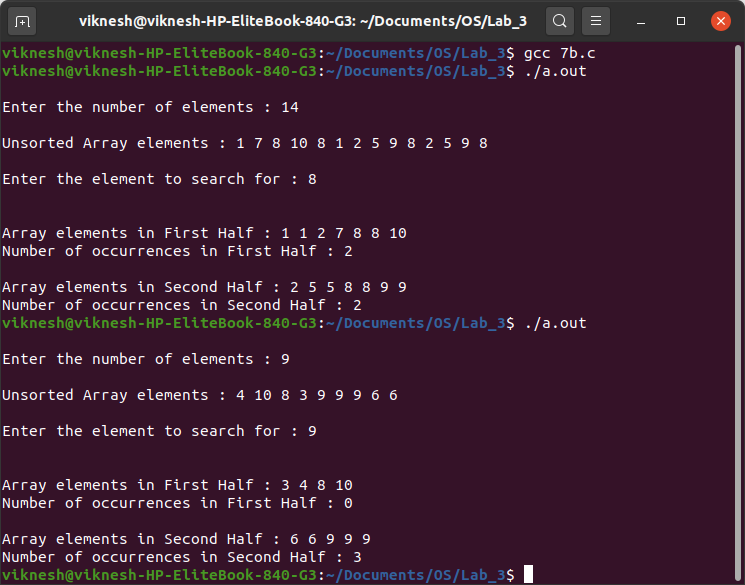 viknesh@viknesh-HP-EliteBook-840-G3: ~/Documents/OS/Lab_3
viknesh@viknesh-HP-EliteBook-840-G3:~/Documents/OS/Lab_3$ gcc 7b.c
viknesh@viknesh-HP-EliteBook-840-G3:~/Documents/OS/Lab_3$ ./a.out
Enter the number of elements : 14
Unsorted Array elements : 1 7 8 10 8 1 2 5 9 8 2 5 9 8
Enter the element to search for : 8
Array elements in First Half : 1 1 2 7 8 8 10
Number of occurrences in First Half : 2
Array elements in Second Half : 2 5 5 8 8 9 9
Number of occurrences in Second Half : 2
viknesh@viknesh-HP-EliteBook-840-G3:~/Documents/OS/Lab_3$ ./a.out
Enter the number of elements : 9
Unsorted Array elements : 4 10 8 3 9 9 9 6 6
Enter the element to search for : 9
Array elements in First Half : 3 4 8 10
Number of occurrences in First Half : 0
Array elements in Second Half : 6 6 9 9 9
Number of occurrences in Second Half : 3
viknesh@viknesh-HP-EliteBook-840-G3:~/Documents/OS/Lab_3$